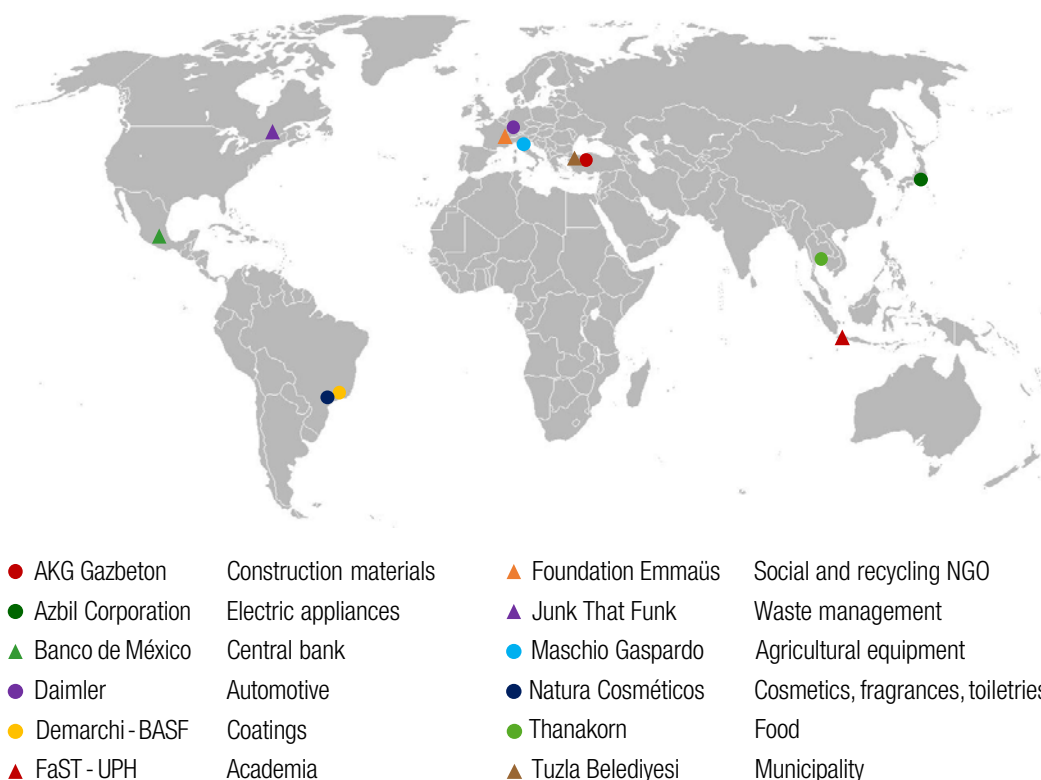 AKG Gazbeton Construction materials Foundation Emmaüs Social and recycling NGO
Azbil Corporation Electric appliances Junk That Funk Waste management
Banco de México Central bank Maschio Gaspardo Agricultural equipment
Daimler Automotive Natura Cosméticos Cosmetics, fragrances, toiletries
Demarchi - BASF Coatings Thanakorn Food
FaST - UPH Academia Tuzla Belediyesi Municipality